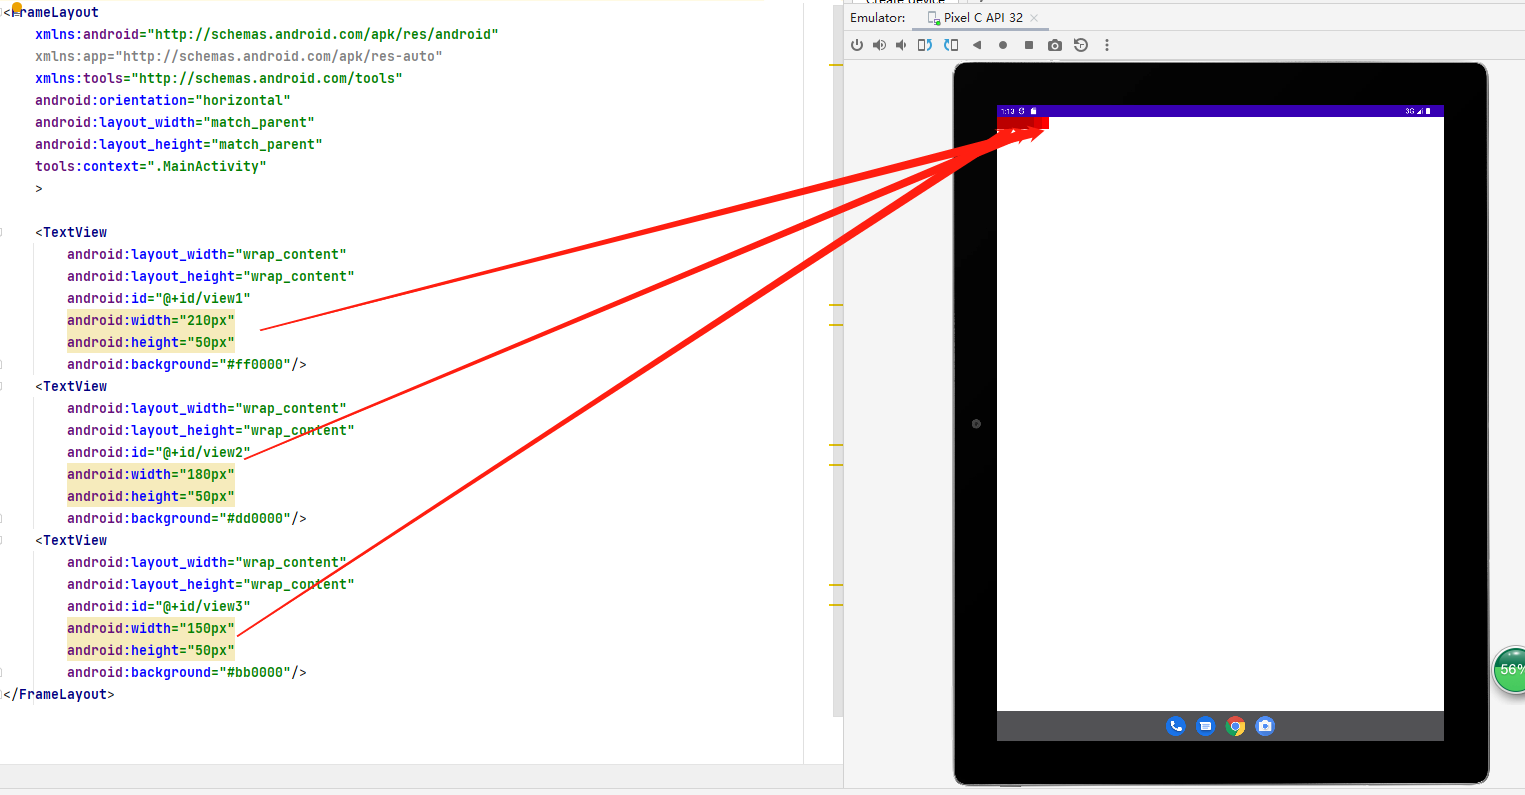 <FrameLayout
xmlns:android="http://schemas.android.com/apk/res/android"
xmlns:app="http://schemas.android.com/apk/res-auto"
xmlns:tools="http://schemas.android.com/tools"
android:orientation="horizontal"
android:layout_width="match_parent"
android:layout_height="match_parent"
tools:context=".MainActivity"
>
<TextView
android:layout_width="wrap_content"
android:layout_height="wrap_content"
android:id="@+id/view1"
android:width="210px"
android:height="50px"
android:background="#ff0000"/>
<TextView
android:layout_width="wrap_content"
android:layout_height="wrap_content"
android:id="@+id/view2"
android:width="180px"
android:height="50px"
android:background="#dd0000"/>
<TextView
android:layout_width="wrap_content"
android:layout_height="wrap_content"
android:id="@+id/view3"
android:width="150px"
android:height="50px"
android:background="#bb0000"/>
</FrameLayout>
Create device
Emulator: Pixel C API 32
1:13
3G
56%